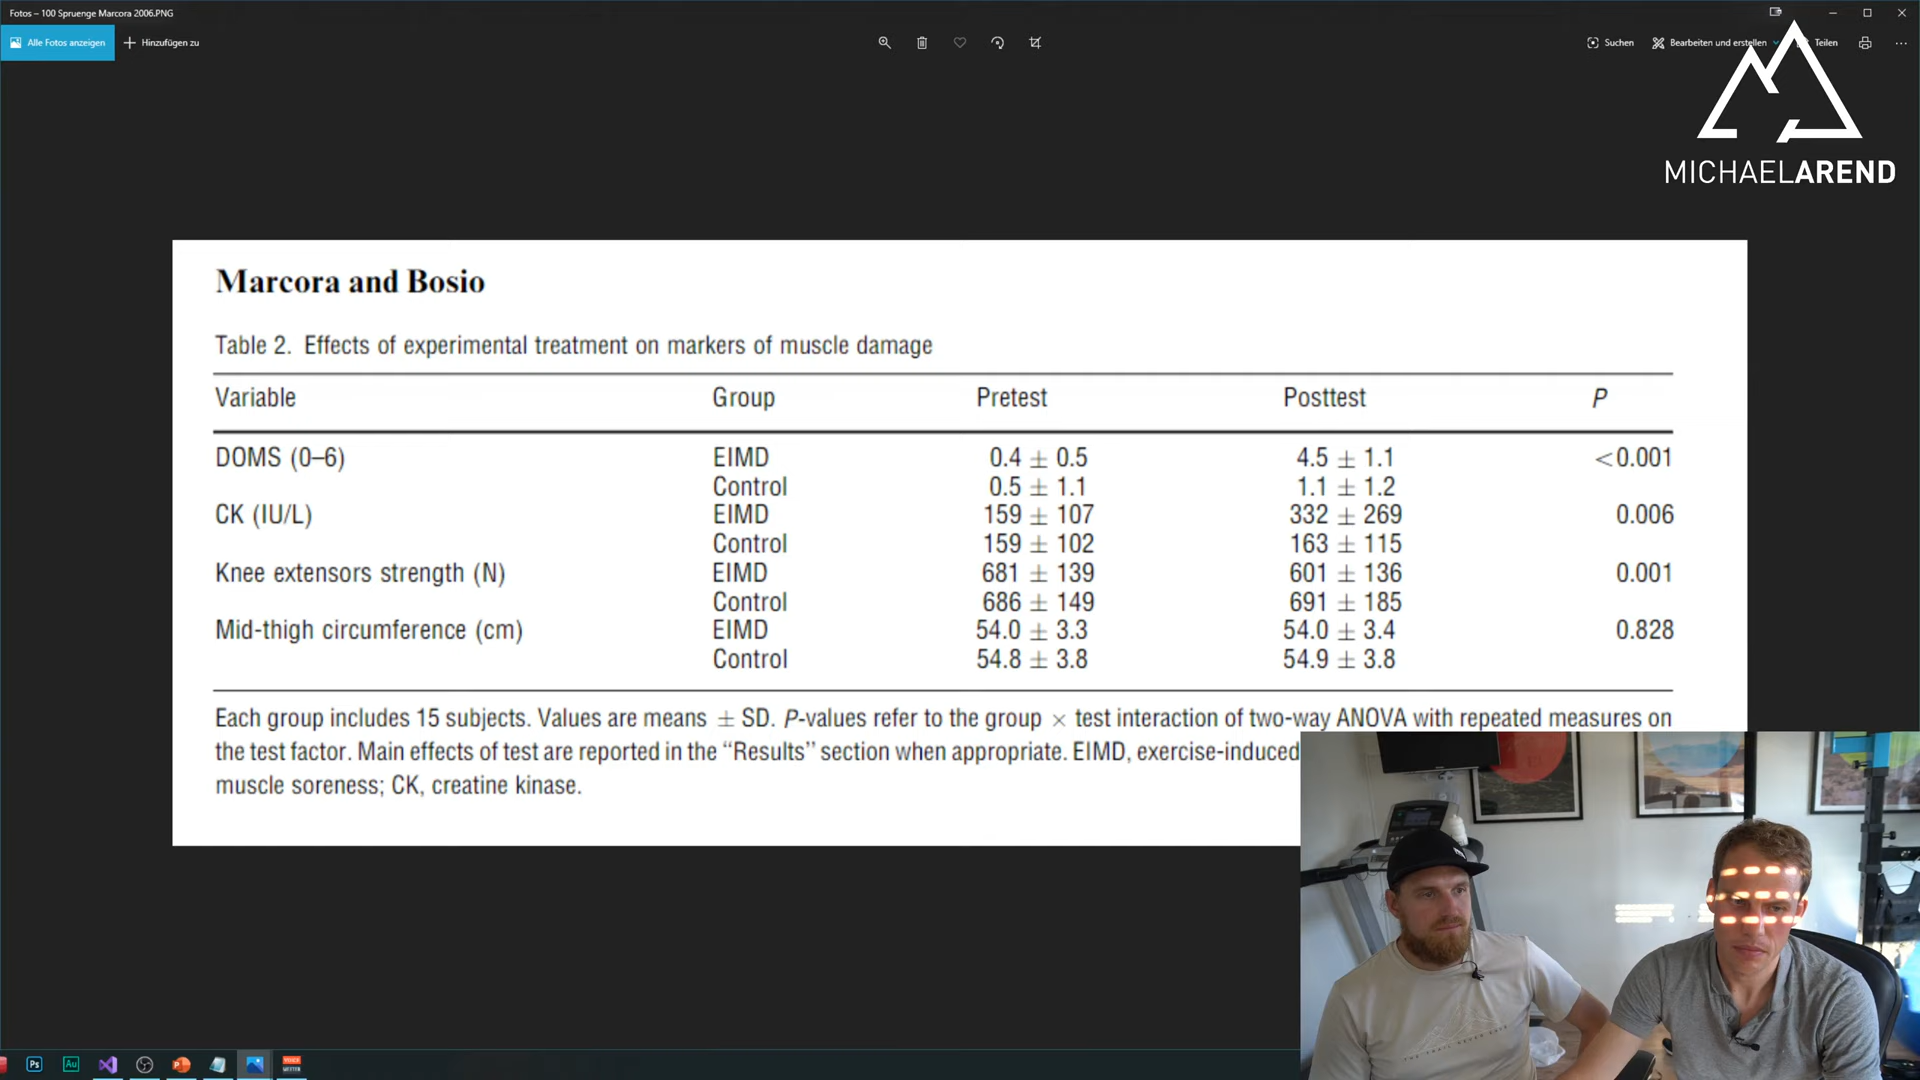 Fotos – 100 Spruenge Marcora 2006.PNG
Alle Fotos anzeigen
Hinzufügen zu
Suchen
Bearbeiten und erstellen
Teilen
MICHAELAREND
Marcora and Bosio
Table 2. Effects of experimental treatment on markers of muscle damage
Variable Group Pretest Posttest P
DOMS (0–6) EIMD 0.4 ± 0.5 4.5 ± 1.1 <0.001
Control 0.5 ± 1.1 1.1 ± 1.2
CK (IU/L) EIMD 159 ± 107 332 ± 269 0.006
Control 159 ± 102 163 ± 115
Knee extensors strength (N) EIMD 681 ± 139 601 ± 136 0.001
Control 686 ± 149 691 ± 185
Mid-thigh circumference (cm) EIMD 54.0 ± 3.3 54.0 ± 3.4 0.828
Control 54.8 ± 3.8 54.9 ± 3.8
Each group includes 15 subjects. Values are means ± SD. P-values refer to the group × test interaction of two-way ANOVA with repeated measures on
the test factor. Main effects of test are reported in the “Results” section when appropriate. EIMD, exercise-induced
muscle soreness; CK, creatine kinase.
Ps
Au